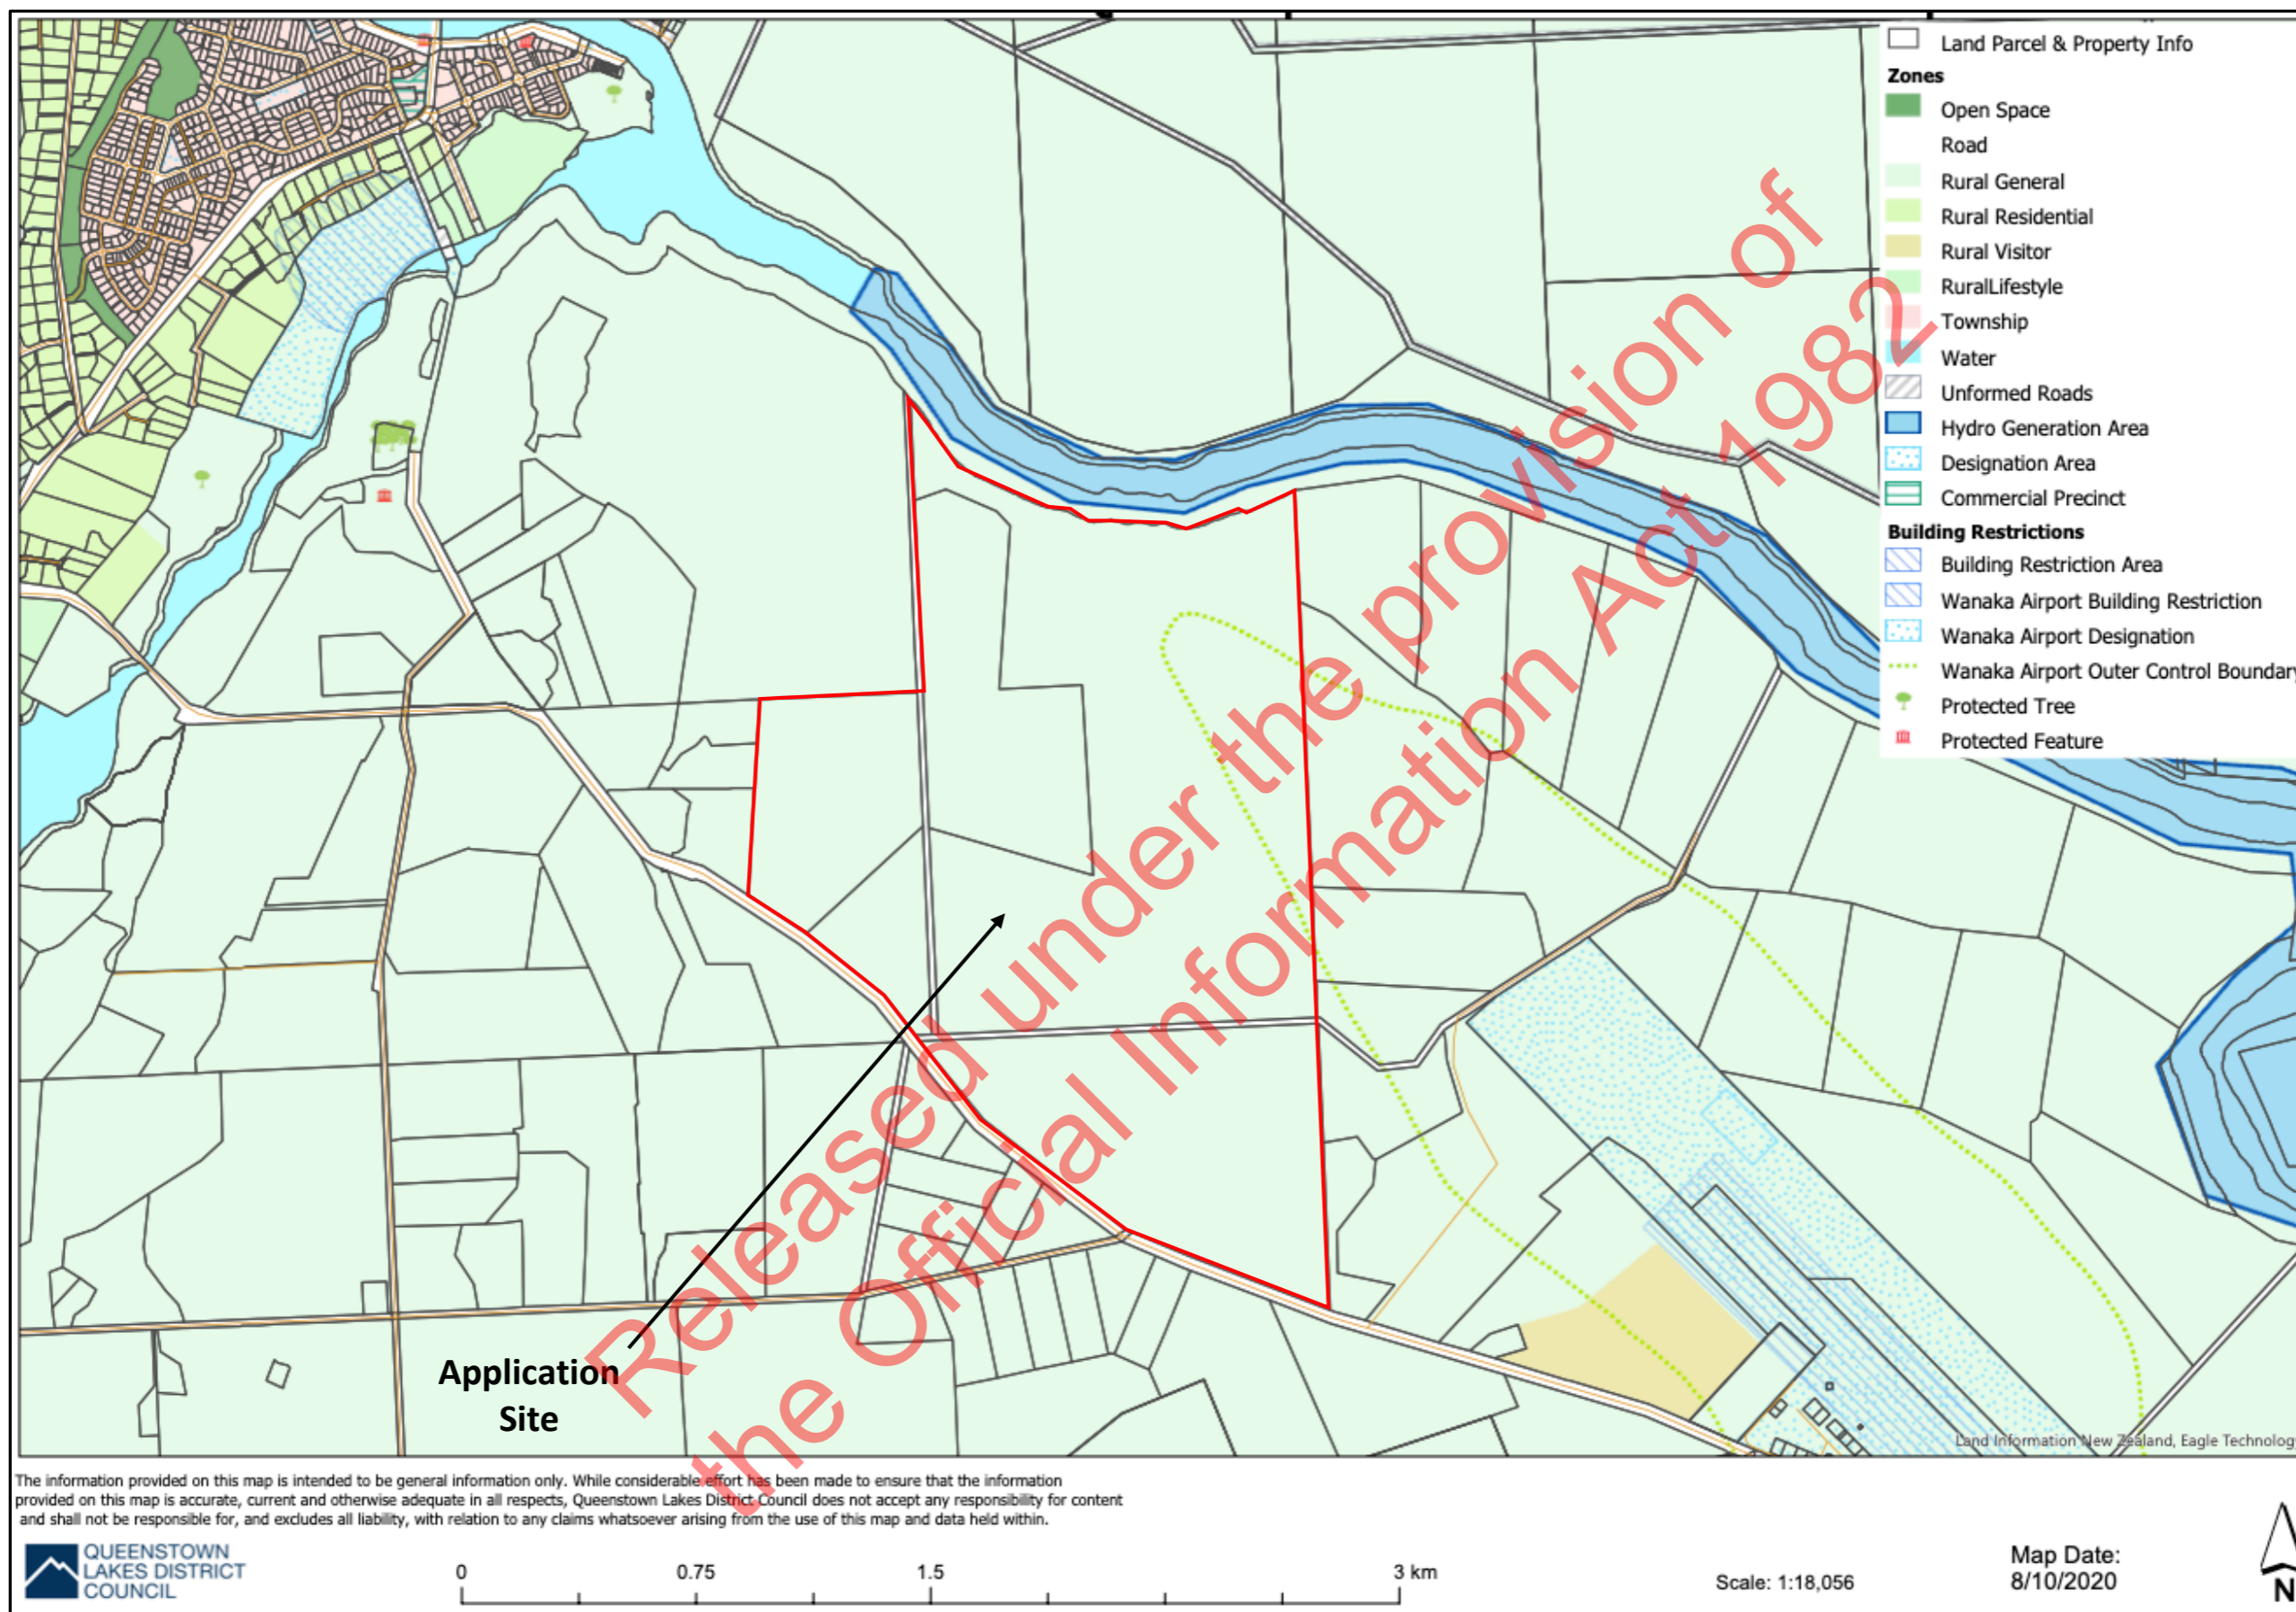 Land Parcel & Property Info
Zones
Open Space
Road
Rural General
Rural Residential
Rural Visitor
RuralLifestyle
Township
Water
Unformed Roads
Hydro Generation Area
Designation Area
Commercial Precinct
Building Restrictions
Building Restriction Area
Wanaka Airport Building Restriction
Wanaka Airport Designation
Wanaka Airport Outer Control Boundary
Protected Tree
Protected Feature
Released under the provision of
the Official Information Act 1982
Application
Site
Land Information New Zealand, Eagle Technology
The information provided on this map is intended to be general information only. While considerable effort has been made to ensure that the information
provided on this map is accurate, current and otherwise adequate in all respects, Queenstown Lakes District Council does not accept any responsibility for content
and shall not be responsible for, and excludes all liability, with relation to any claims whatsoever arising from the use of this map and data held within.
QUEENSTOWN
LAKES DISTRICT
COUNCIL
0 0.75 1.5 3 km
Scale: 1:18,056
Map Date:
8/10/2020
N